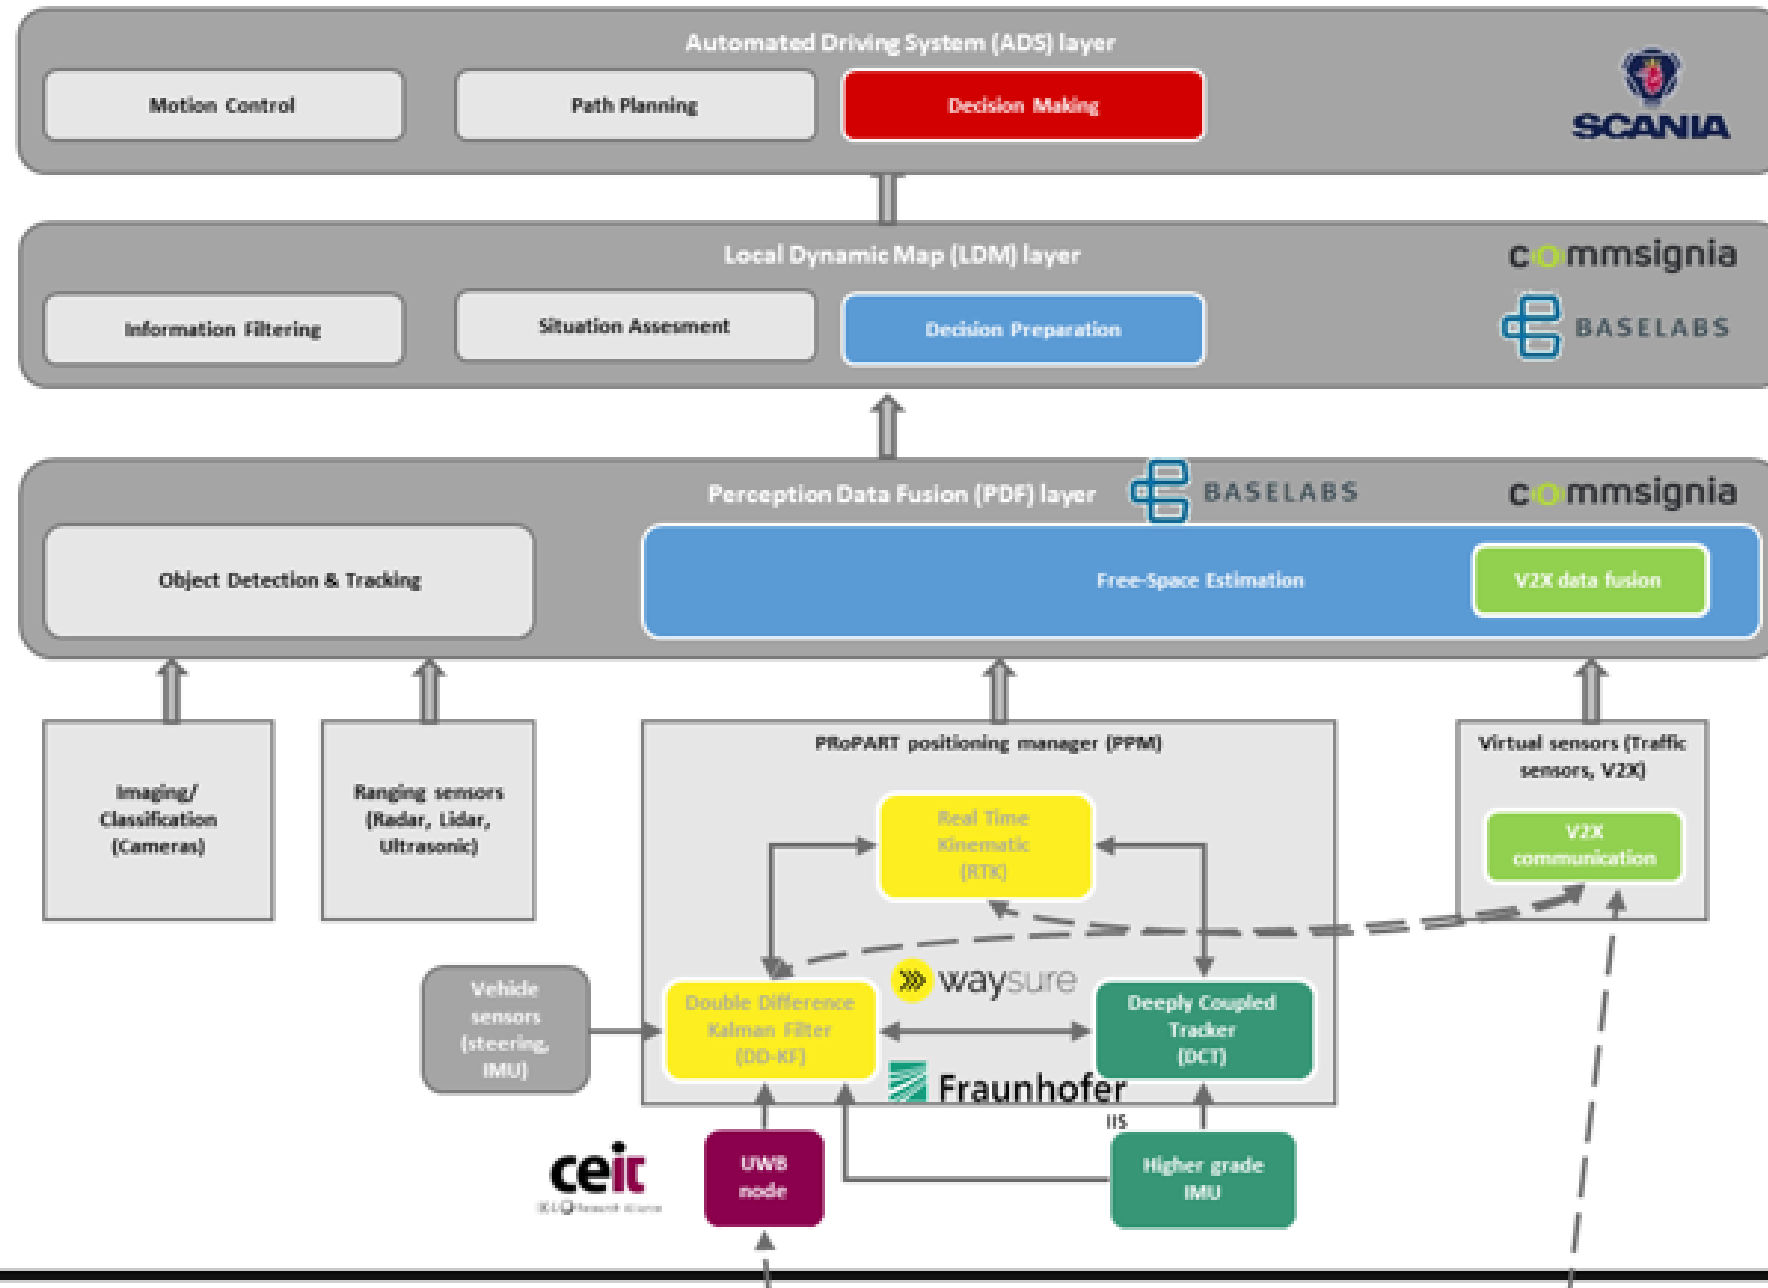 Automated Driving System (ADS) layer
Motion Control
Path Planning
Decision Making
SCANIA
Local Dynamic Map (LDM) layer
commsignia
Information Filtering
Situation Assesment
Decision Preparation
BASELABS
Perception Data Fusion (PDF) layer
BASELABS
commsignia
Object Detection & Tracking
Free-Space Estimation
V2X data fusion
Imaging/
Classification
(Cameras)
Ranging sensors
(Radar, Lidar,
Ultrasonic)
PRoPART positioning manager (PPM)
Real Time
Kinematic
(RTK)
Virtual sensors (Traffic
sensors, V2X)
V2X
communication
Vehicle
sensors
(steering,
IMU)
waysure
Double Difference
Kalman Filter
(DD-KF)
Deeply Coupled
Tracker
(DCT)
Fraunhofer
IIS
ceit
UWB
node
Higher grade
IMU